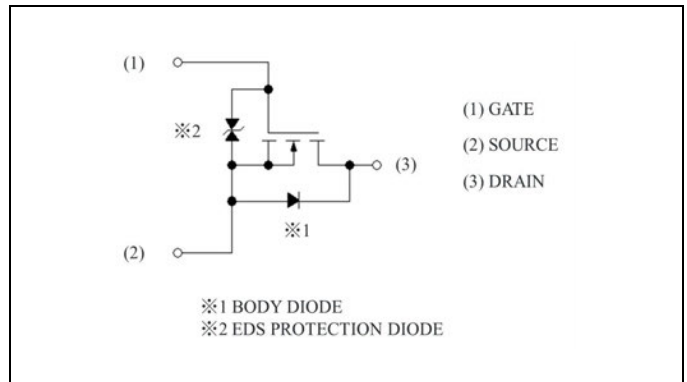 (1)
※2
(3)
※1
(2)
(1) GATE
(2) SOURCE
(3) DRAIN
※1 BODY DIODE
※2 EDS PROTECTION DIODE